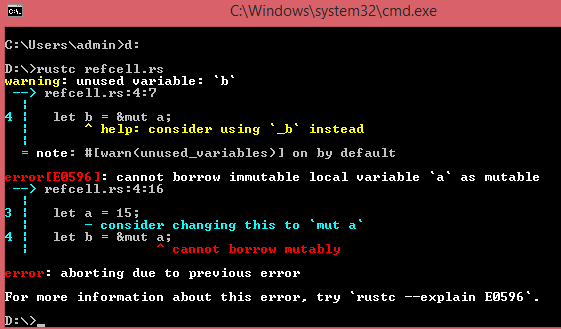 C:\Windows\system32\cmd.exe
C:\Users\admin>d:
D:\>rustc refcell.rs
warning: unused variable: `b`
 --> refcell.rs:4:7
  |
4 |   let b = &mut a;
  |       ^ help: consider using `_b` instead
  |
  = note: #[warn(unused_variables)] on by default
error[E0596]: cannot borrow immutable local variable `a` as mutable
 --> refcell.rs:4:16
  |
3 |   let a = 15;
  |       - consider changing this to `mut a`
4 |   let b = &mut a;
  |                ^ cannot borrow mutably
error: aborting due to previous error
For more information about this error, try `rustc --explain E0596`.
D:\>_